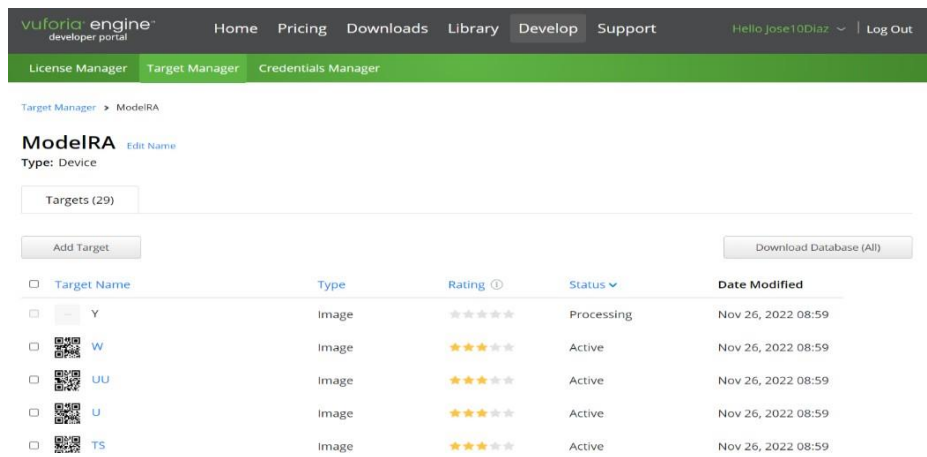 vuforia engine Home Pricing Downloads Library Develop Support Hello Jose10Diaz | Log Out
developer portal
License Manager Target Manager Credentials Manager
Target Manager > ModelRA
ModelRA Edit Name
Type: Device
Targets (29)
Add Target Download Database (All)
Target Name Type Rating Status Date Modified
Y Image Processing Nov 26, 2022 08:59
W Image Active Nov 26, 2022 08:59
UU Image Active Nov 26, 2022 08:59
U Image Active Nov 26, 2022 08:59
TS Image Active Nov 26, 2022 08:59